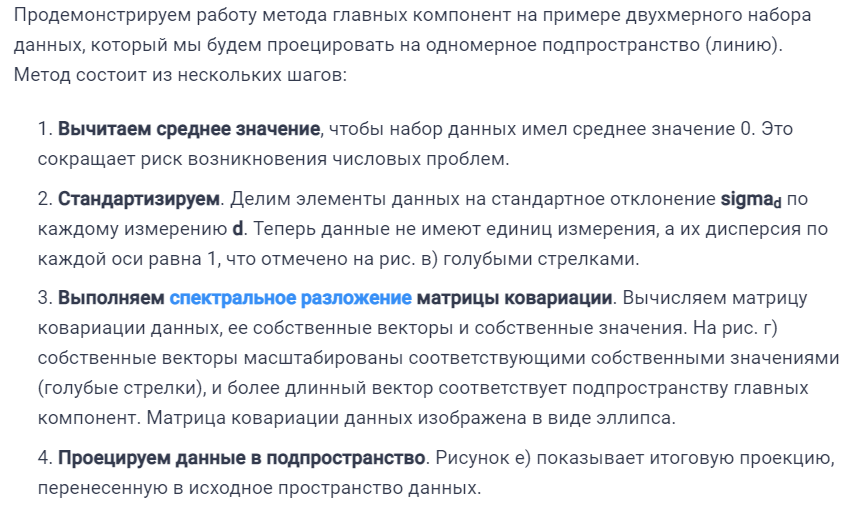 Продемонстрируем работу метода главных компонент на примере двухмерного набора
данных, который мы будем проецировать на одномерное подпространство (линию).
Метод состоит из нескольких шагов:
1. Вычитаем среднее значение, чтобы набор данных имел среднее значение 0. Это
сокращает риск возникновения числовых проблем.
2. Стандартизируем. Делим элементы данных на стандартное отклонение sigmad по
каждому измерению d. Теперь данные не имеют единиц измерения, а их дисперсия по
каждой оси равна 1, что отмечено на рис. в) голубыми стрелками.
3. Выполняем спектральное разложение матрицы ковариации. Вычисляем матрицу
ковариации данных, ее собственные векторы и собственные значения. На рис. г)
собственные векторы масштабированы соответствующими собственными значениями
(голубые стрелки), и более длинный вектор соответствует подпространству главных
компонент. Матрица ковариации данных изображена в виде эллипса.
4. Проецируем данные в подпространство. Рисунок е) показывает итоговую проекцию,
перенесенную в исходное пространство данных.